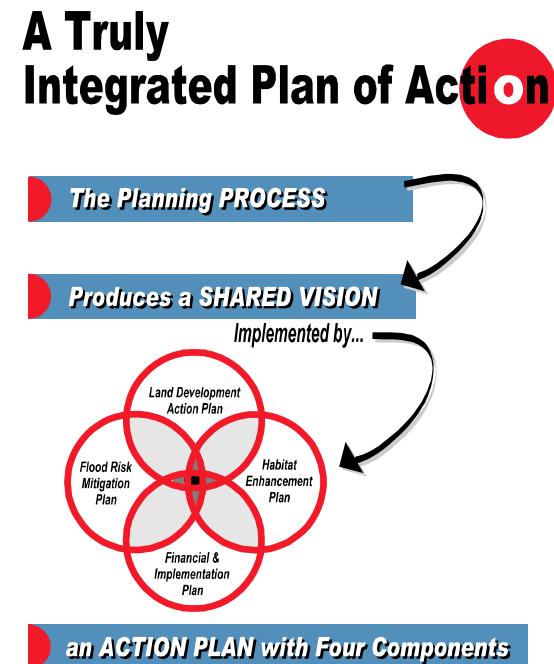 A Truly
Integrated Plan of Action
The Planning PROCESS
Produces a SHARED VISION
Implemented by...
Land Development
Action Plan
Flood Risk
Mitigation
Plan
Habitat
Enhancement
Plan
Financial &
Implementation
Plan
an ACTION PLAN with Four Components